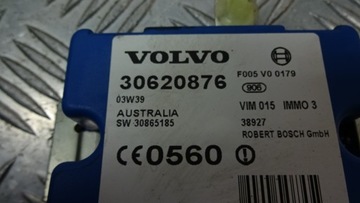 VOLVO
30620876
F005 V0 0179
906
03W39
VIM 015 IMMO 3
AUSTRALIA
SW 30865185
38927
ROBERT BOSCH GmbH
CE0560